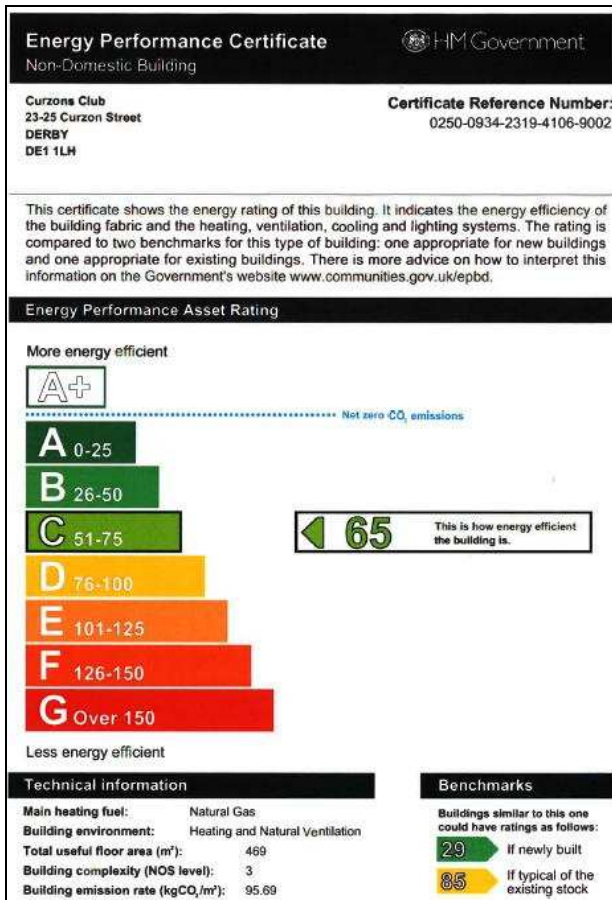 Energy Performance Certificate
HM Government
Non-Domestic Building
Curzons Club
23-25 Curzon Street
DERBY
DE1 1LH
Certificate Reference Number:
0250-0934-2319-4106-9002
This certificate shows the energy rating of this building. It indicates the energy efficiency of
the building fabric and the heating, ventilation, cooling and lighting systems. The rating is
compared to two benchmarks for this type of building: one appropriate for new buildings
and one appropriate for existing buildings. There is more advice on how to interpret this
information on the Government's website www.communities.gov.uk/epbd.
Energy Performance Asset Rating
More energy efficient
A+
Net zero CO₂ emissions
A 0-25
B 26-50
C 51-75
65
This is how energy efficient
the building is.
D 76-100
E 101-125
F 126-150
G Over 150
Less energy efficient
Technical information
Main heating fuel: Natural Gas
Building environment: Heating and Natural Ventilation
Total useful floor area (m²): 469
Building complexity (NOS level): 3
Building emission rate (kgCO₂/m²): 95.69
Benchmarks
Buildings similar to this one
could have ratings as follows:
29 If newly built
85 If typical of the
existing stock